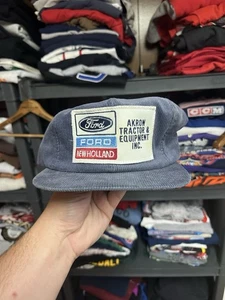 Ford
FORD
NEW HOLLAND
AKRON
TRACTOR &
EQUIPMENT
INC.
CCM